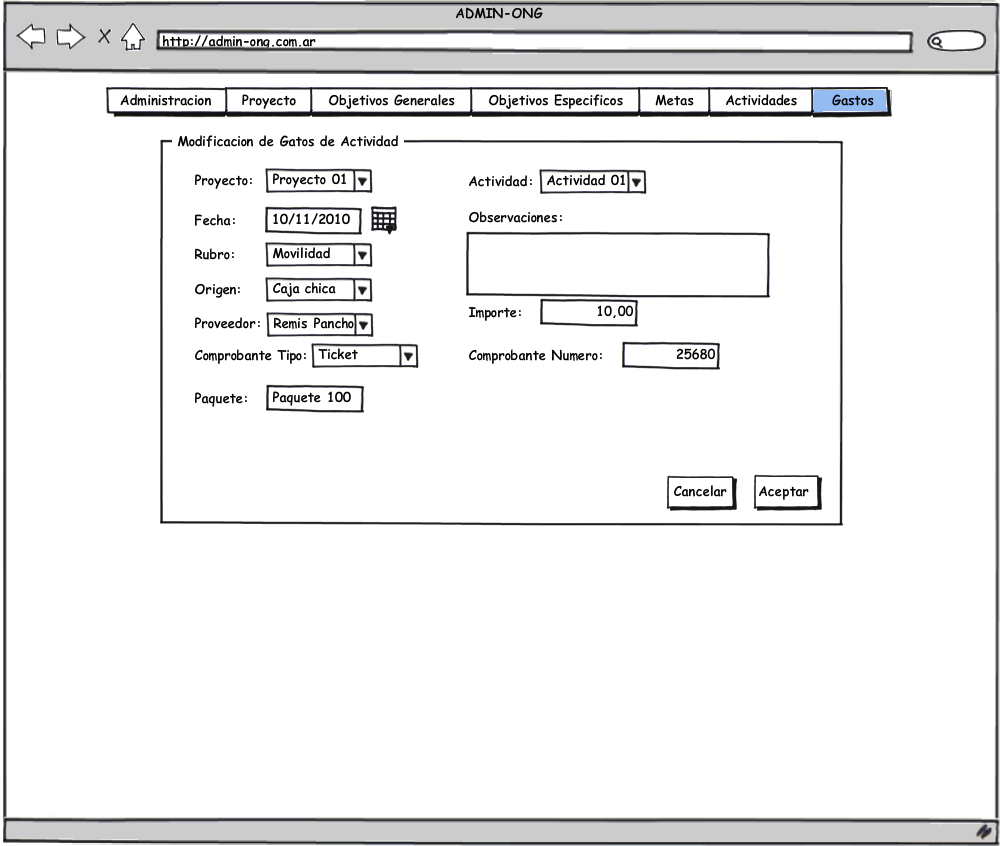 ADMIN-ONG
http://admin-ong.com.ar
Administracion Proyecto Objetivos Generales Objetivos Especificos Metas Actividades Gastos
Modificacion de Gatos de Actividad
Proyecto: Proyecto 01 Actividad: Actividad 01
Fecha: 10/11/2010 Observaciones:
Rubro: Movilidad
Origen: Caja chica
Importe: 10,00
Proveedor: Remis Pancho
Comprobante Tipo: Ticket Comprobante Numero: 25680
Paquete: Paquete 100
Cancelar Aceptar